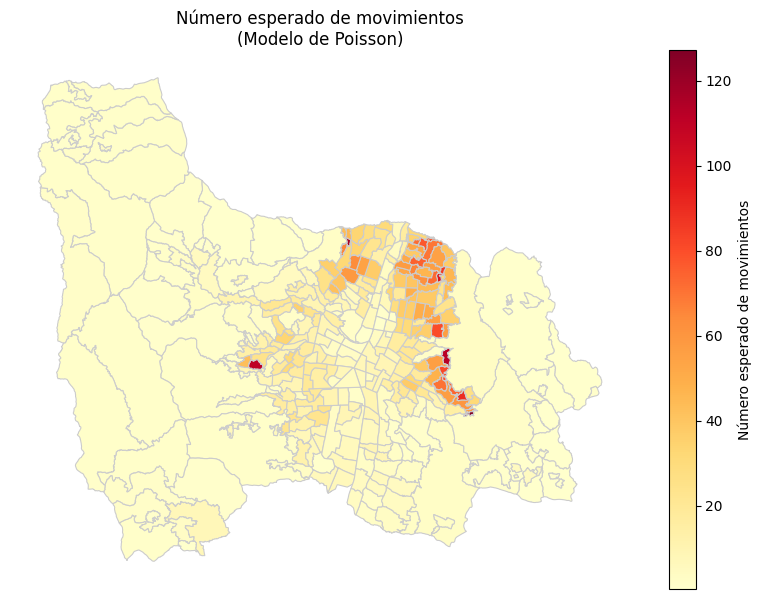 Número esperado de movimientos
(Modelo de Poisson)
120
100
80
60
40
20
Número esperado de movimientos